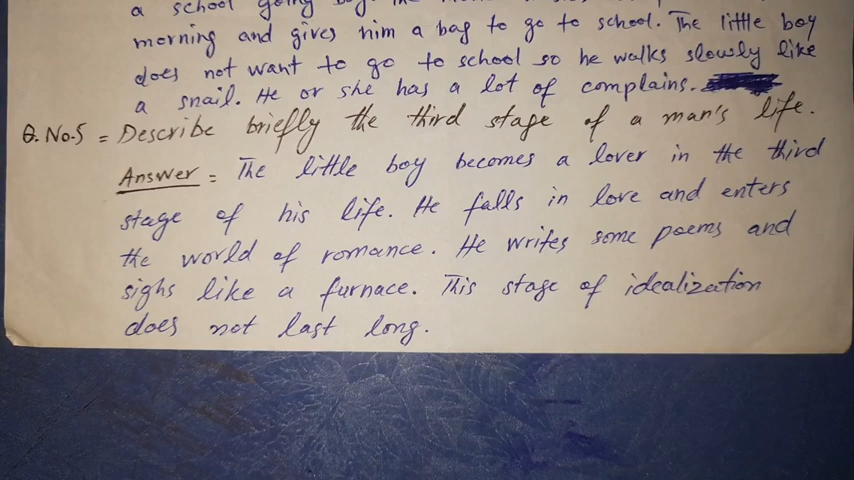 a school going boy. The
morning and gives him a bag to go to school. The little boy
does not want to go to school so he walks slowly like
a snail. He or she has a lot of complains.
Q. No.5 = Describe briefly the third stage of a man's life.
Answer = The little boy becomes a lover in the third
stage of his life. He falls in love and enters
the world of romance. He writes some poems and
sighs like a furnace. This stage of idealization
does not last long.